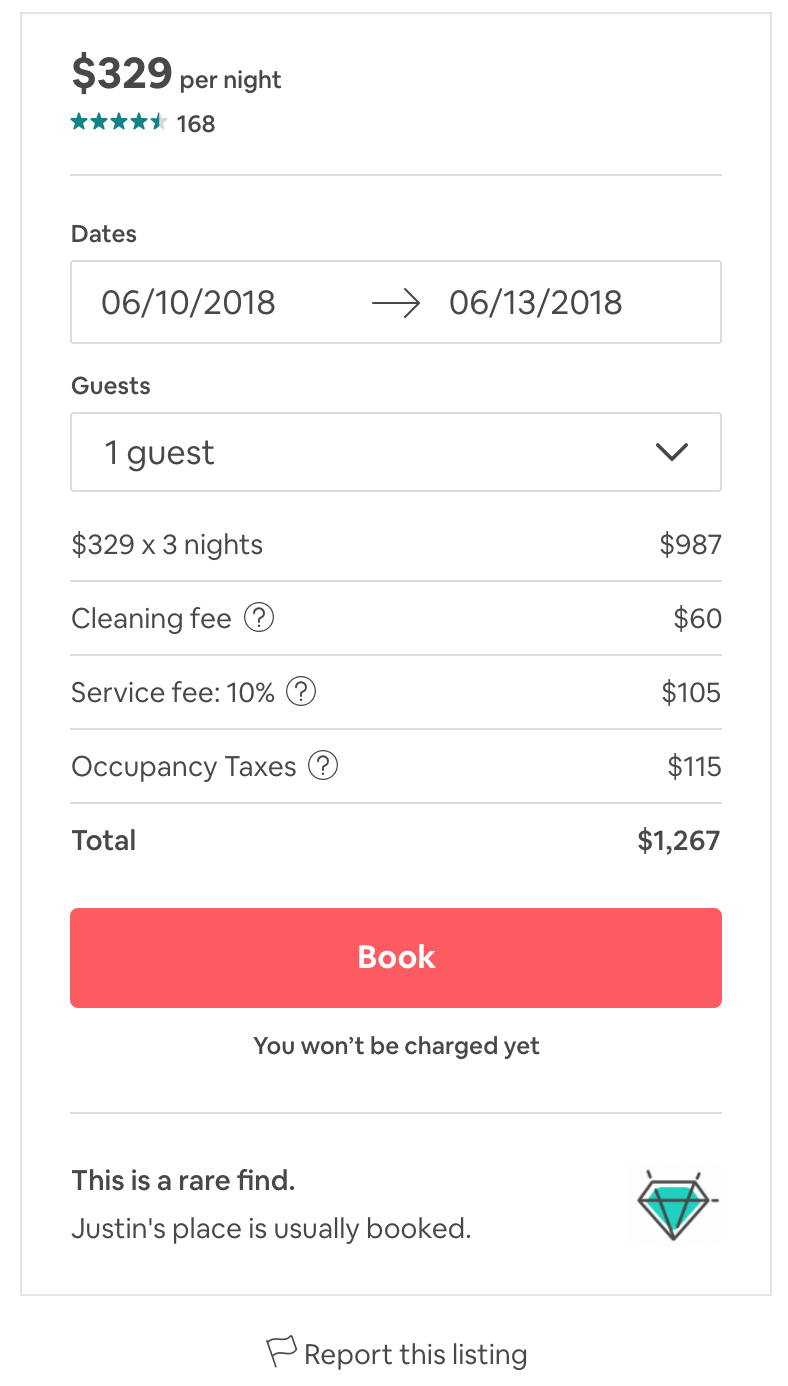 $329 per night
168
Dates
06/10/2018 → 06/13/2018
Guests
1 guest
$329 x 3 nights $987
Cleaning fee ? $60
Service fee: 10% ? $105
Occupancy Taxes ? $115
Total $1,267
Book
You won’t be charged yet
This is a rare find.
Justin's place is usually booked.
Report this listing